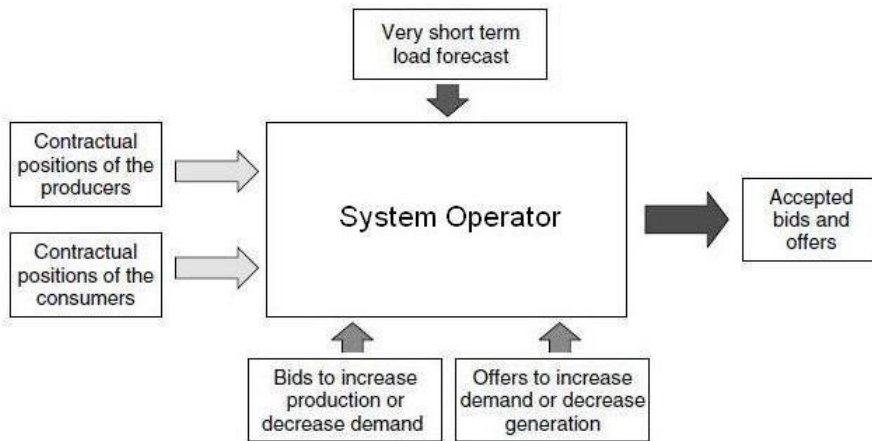 Very short term
load forecast
Contractual
positions of the
producers
System Operator
Accepted
bids and
offers
Contractual
positions of the
consumers
Bids to increase
production or
decrease demand
Offers to increase
demand or decrease
generation